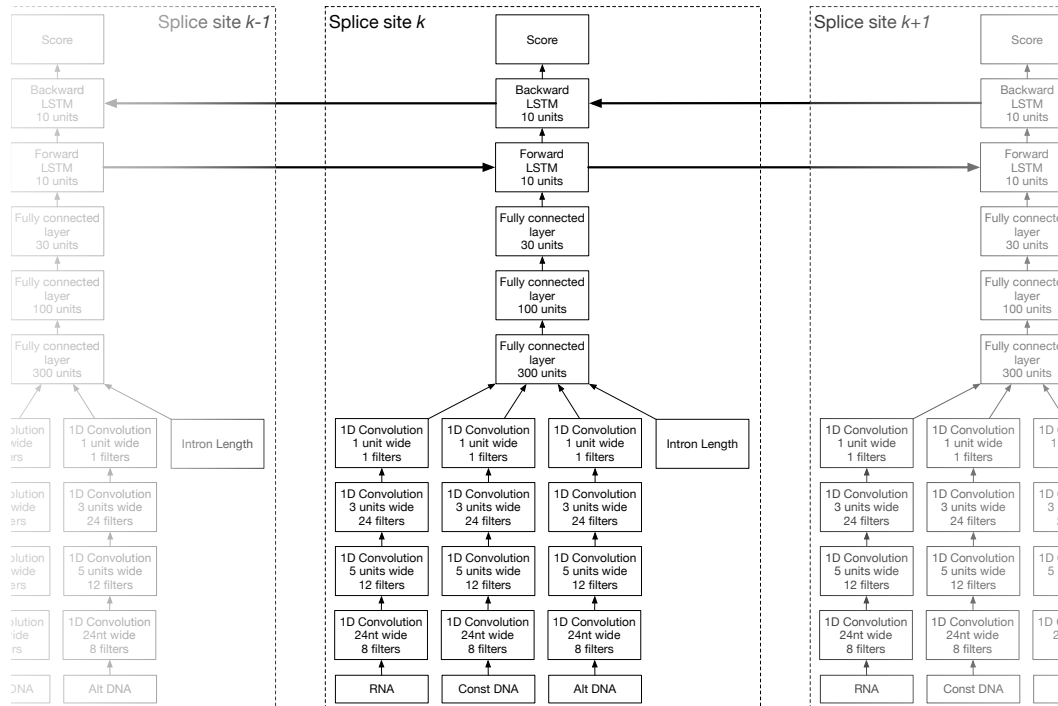 Splice site k-1
Score
Backward
LSTM
10 units
Forward
LSTM
10 units
Fully connected
layer
30 units
Fully connected
layer
100 units
Fully connected
layer
300 units
1D Convolution
1 unit wide
1 filters
Intron Length
1D Convolution
3 units wide
24 filters
1D Convolution
5 units wide
12 filters
1D Convolution
24nt wide
8 filters
DNA
Alt DNA
Splice site k
Score
Backward
LSTM
10 units
Forward
LSTM
10 units
Fully connected
layer
30 units
Fully connected
layer
100 units
Fully connected
layer
300 units
1D Convolution
1 unit wide
1 filters
1D Convolution
1 unit wide
1 filters
1D Convolution
1 unit wide
1 filters
Intron Length
1D Convolution
3 units wide
24 filters
1D Convolution
3 units wide
24 filters
1D Convolution
3 units wide
24 filters
1D Convolution
5 units wide
12 filters
1D Convolution
5 units wide
12 filters
1D Convolution
5 units wide
12 filters
1D Convolution
24nt wide
8 filters
1D Convolution
24nt wide
8 filters
1D Convolution
24nt wide
8 filters
RNA
Const DNA
Alt DNA
Splice site k+1
Score
Backward
LSTM
10 units
Forward
LSTM
10 units
Fully
layer
30 units
Fully
layer
100 units
Fully
layer
300 units
1D Convolution
1 unit wide
1 filters
1D Convolution
1 unit wide
1 filters
1D Convolution
3 units wide
24 filters
1D Convolution
3 units wide
24 filters
1D Convolution
5 units wide
12 filters
1D Convolution
5 units wide
12 filters
1D Convolution
24nt wide
8 filters
1D Convolution
24nt wide
8 filters
RNA
Const DNA